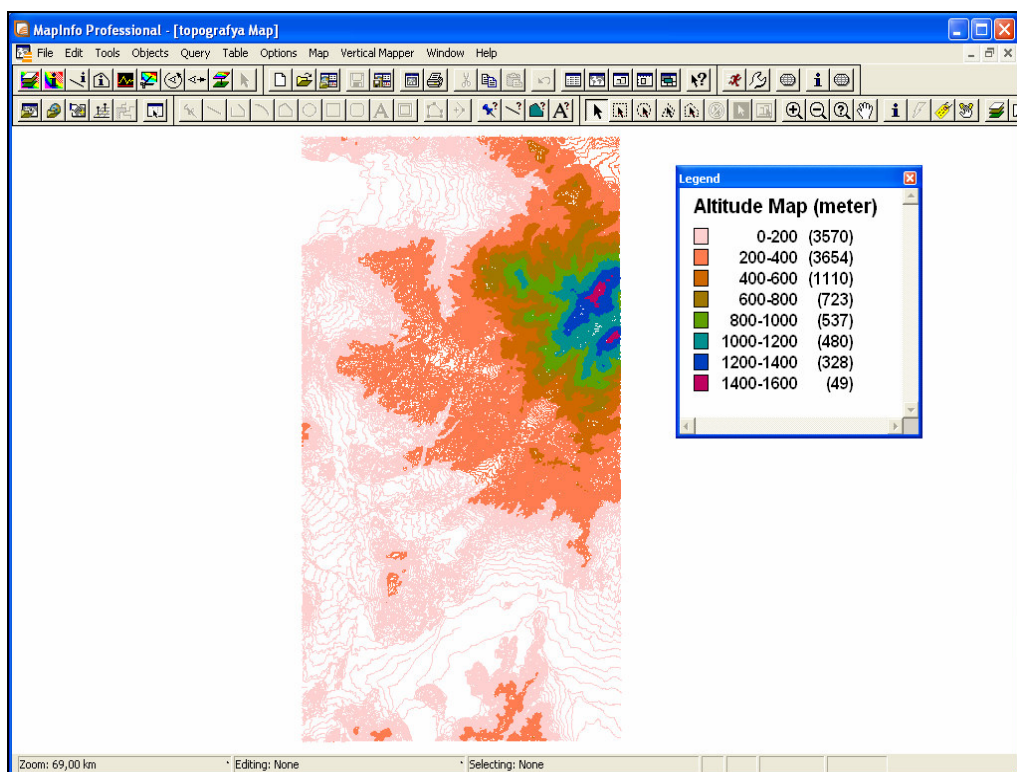 MapInfo Professional - [topografya Map]
File Edit Tools Objects Query Table Options Map Vertical Mapper Window Help
Legend
Altitude Map (meter)
0-200 (3570)
200-400 (3654)
400-600 (1110)
600-800 (723)
800-1000 (537)
1000-1200 (480)
1200-1400 (328)
1400-1600 (49)
Zoom: 69,00 km Editing: None Selecting: None